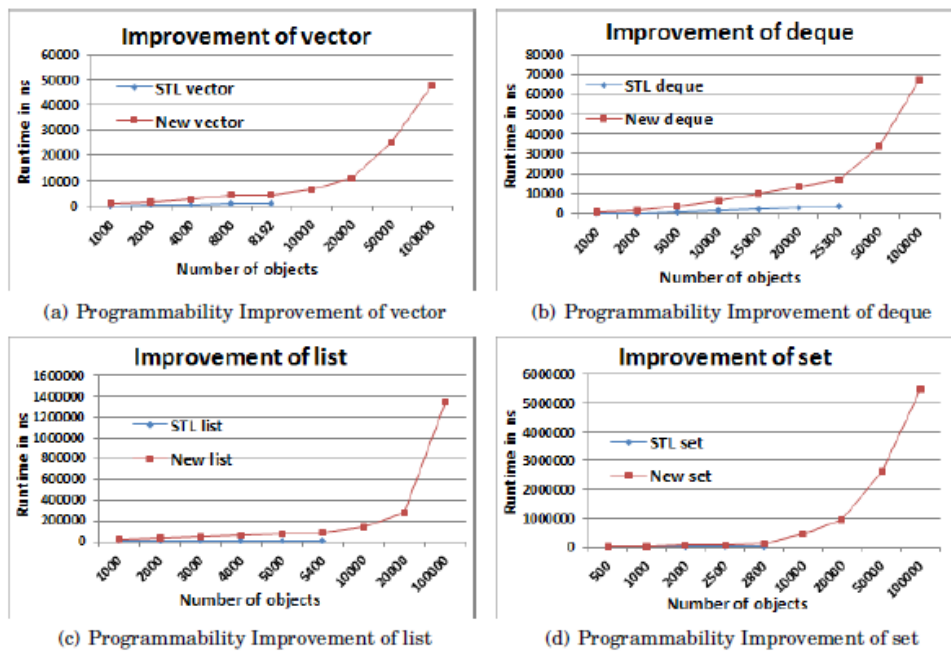 Improvement of vector
60000
50000
40000
30000
20000
10000
0
Runtime in ns
STL vector
New vector
1000
2000
4000
8000
8192
10000
20000
50000
100000
Number of objects
(a) Programmability Improvement of vector
Improvement of deque
80000
70000
60000
50000
40000
30000
20000
10000
0
Runtime in ns
STL deque
New deque
1000
2000
5000
10000
15000
20000
25300
50000
100000
Number of objects
(b) Programmability Improvement of deque
Improvement of list
1600000
1400000
1200000
1000000
800000
600000
400000
200000
0
Runtime in ns
STL list
New list
1000
2000
3000
4000
5000
5400
10000
20000
100000
Number of objects
(c) Programmability Improvement of list
Improvement of set
6000000
5000000
4000000
3000000
2000000
1000000
0
Runtime in ns
STL set
New set
500
1000
2000
2500
2800
10000
20000
50000
100000
Number of objects
(d) Programmability Improvement of set